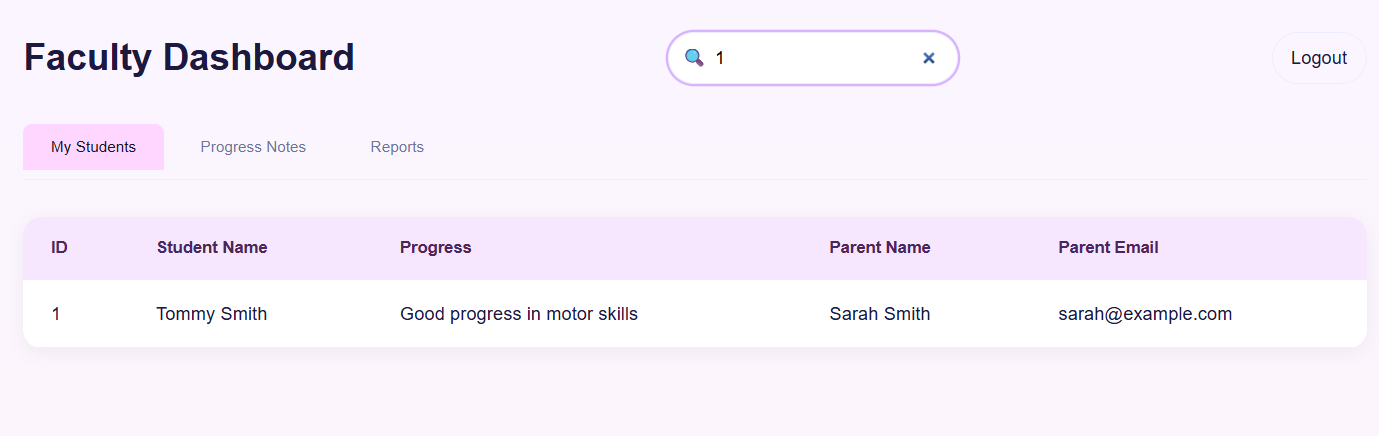 Faculty Dashboard
1
Logout
My Students Progress Notes Reports
ID Student Name Progress Parent Name Parent Email
1 Tommy Smith Good progress in motor skills Sarah Smith sarah@example.com